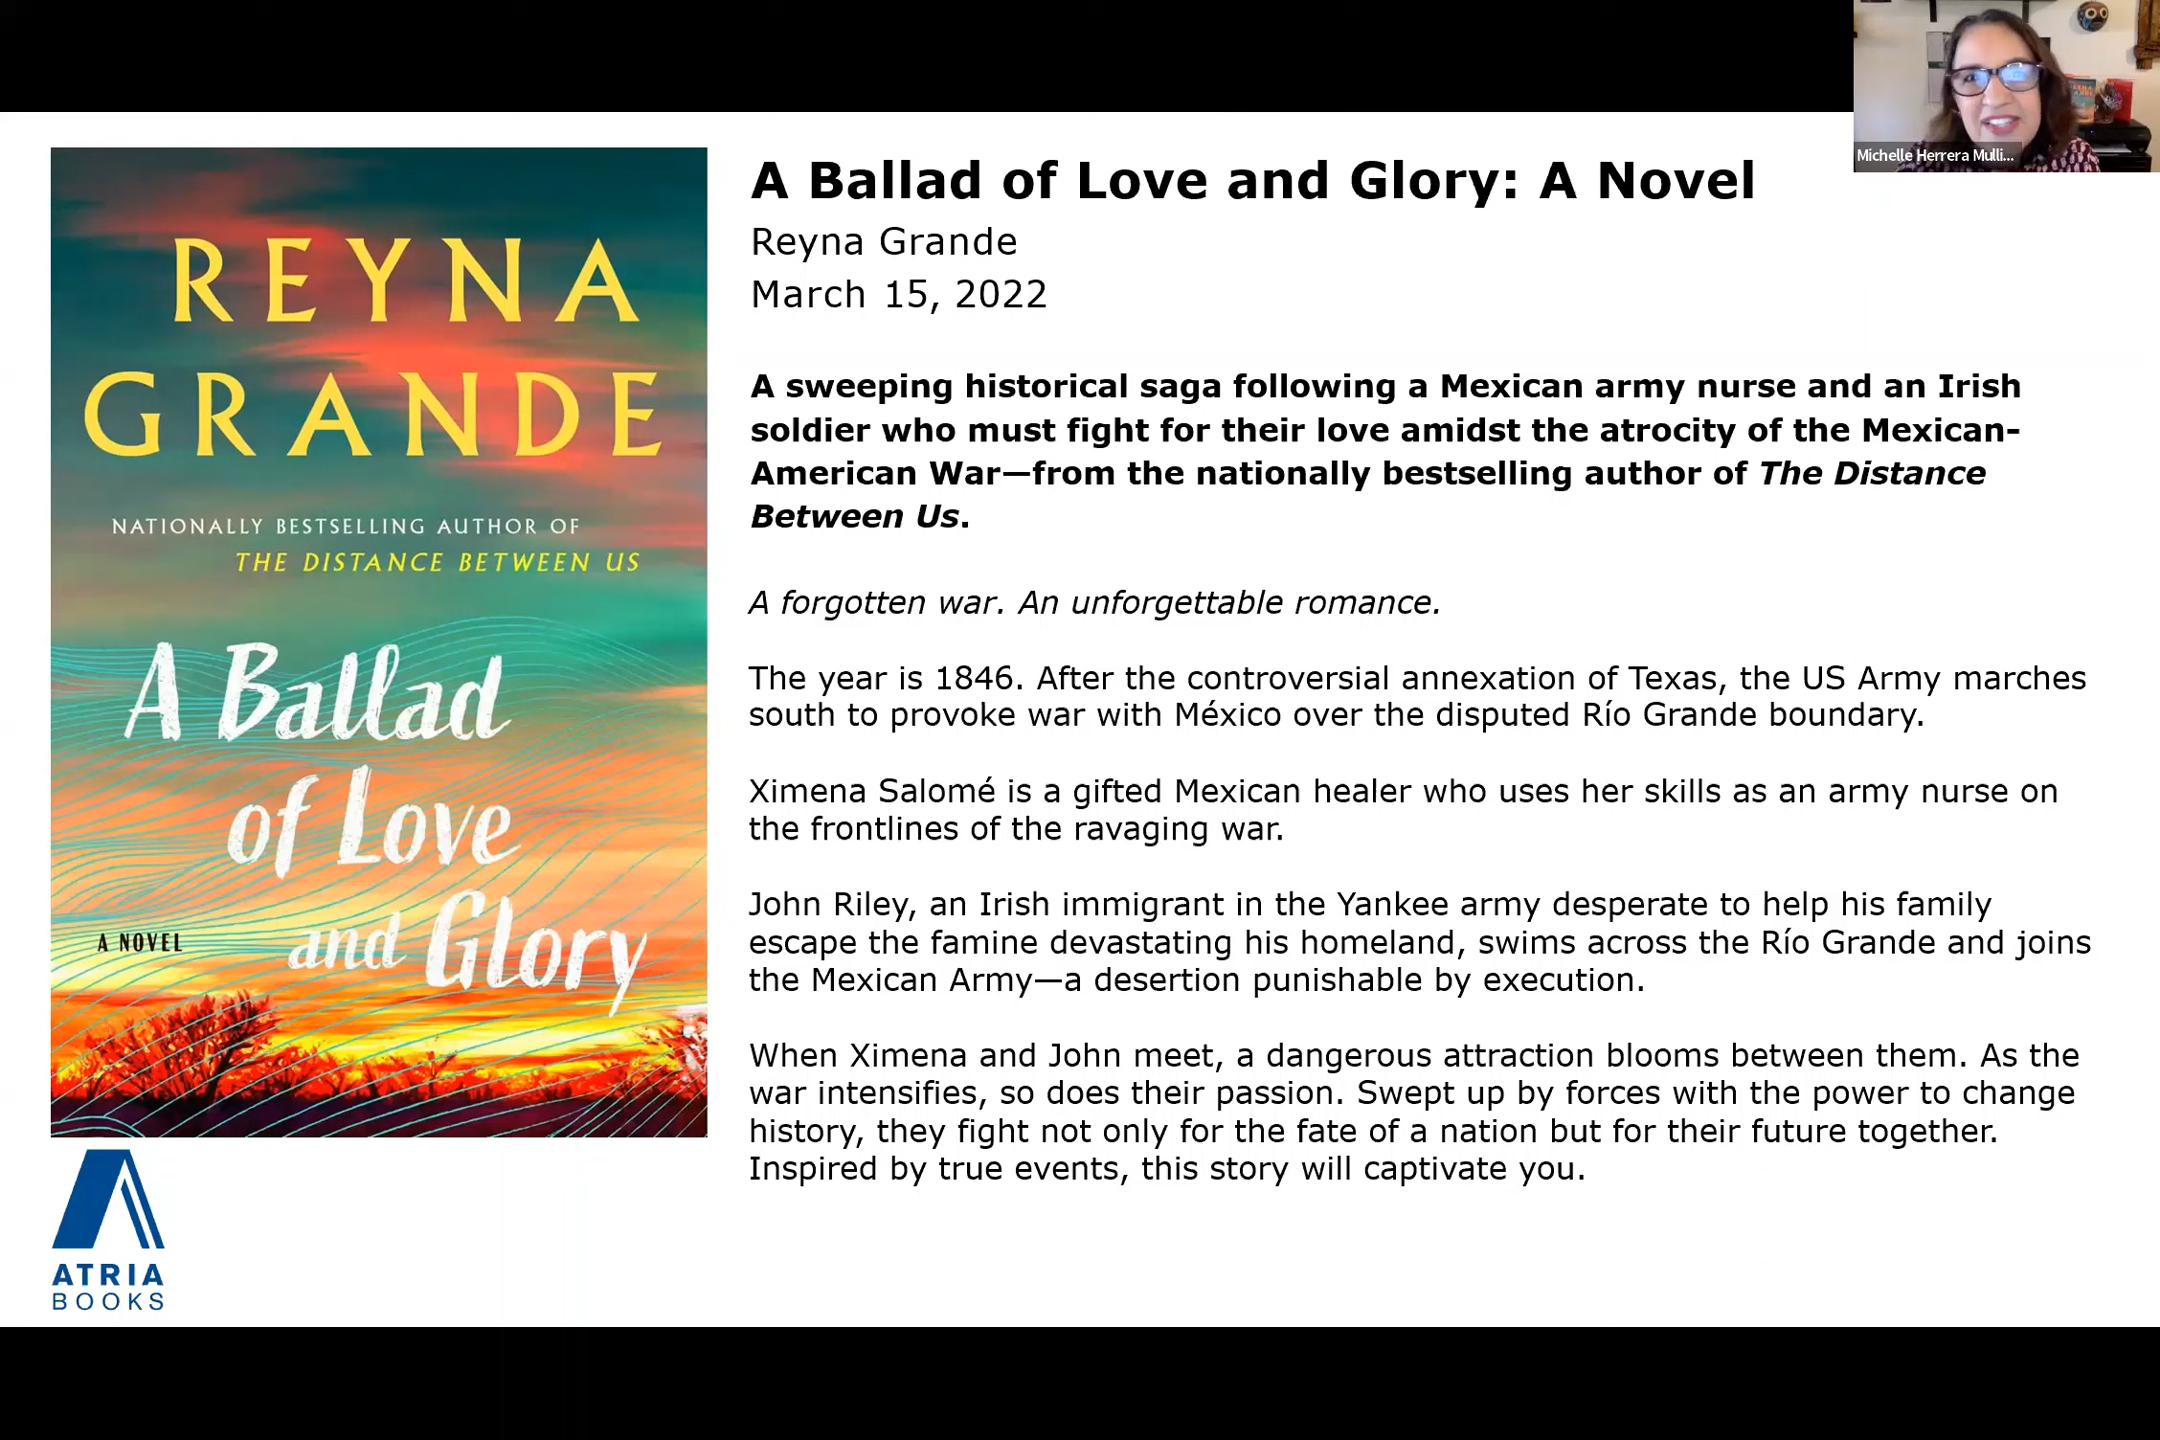 Michelle Herrera Mulli...
REYNA
GRANDE
NATIONALLY BESTSELLING AUTHOR OF
THE DISTANCE BETWEEN US
A Ballad
of Love
and Glory
A NOVEL
ATRIA
BOOKS
A Ballad of Love and Glory: A Novel
Reyna Grande
March 15, 2022
A sweeping historical saga following a Mexican army nurse and an Irish
soldier who must fight for their love amidst the atrocity of the Mexican-
American War—from the nationally bestselling author of The Distance
Between Us.
A forgotten war. An unforgettable romance.
The year is 1846. After the controversial annexation of Texas, the US Army marches
south to provoke war with México over the disputed Río Grande boundary.
Ximena Salomé is a gifted Mexican healer who uses her skills as an army nurse on
the frontlines of the ravaging war.
John Riley, an Irish immigrant in the Yankee army desperate to help his family
escape the famine devastating his homeland, swims across the Río Grande and joins
the Mexican Army—a desertion punishable by execution.
When Ximena and John meet, a dangerous attraction blooms between them. As the
war intensifies, so does their passion. Swept up by forces with the power to change
history, they fight not only for the fate of a nation but for their future together.
Inspired by true events, this story will captivate you.